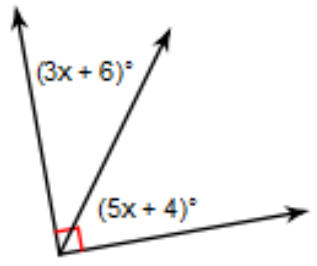 (3x + 6)°
(5x + 4)°